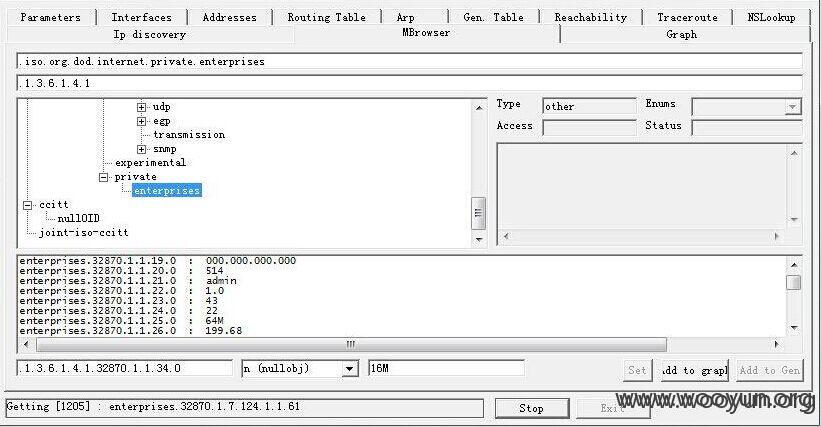 Parameters Interfaces Addresses Routing Table Arp Gen. Table Reachability Traceroute NSLookup
Ip discovery MBrowser Graph
.iso.org.dod.internet.private.enterprises
.1.3.6.1.4.1
udp
egp
transmission
snmp
experimental
private
enterprises
ccitt
nullOID
joint-iso-ccitt
Type other Enums
Access Status
enterprises.32870.1.1.19.0 : 000.000.000.000
enterprises.32870.1.1.20.0 : 514
enterprises.32870.1.1.21.0 : admin
enterprises.32870.1.1.22.0 : 1.0
enterprises.32870.1.1.23.0 : 43
enterprises.32870.1.1.24.0 : 22
enterprises.32870.1.1.25.0 : 64M
enterprises.32870.1.1.26.0 : 199.68
.1.3.6.1.4.1.32870.1.1.34.0 n (nullobj) 16M Set Add to grapl Add to Gen
Getting [1205] : enterprises.32870.1.7.124.1.1.61 Stop Exit
www.wooyum.org